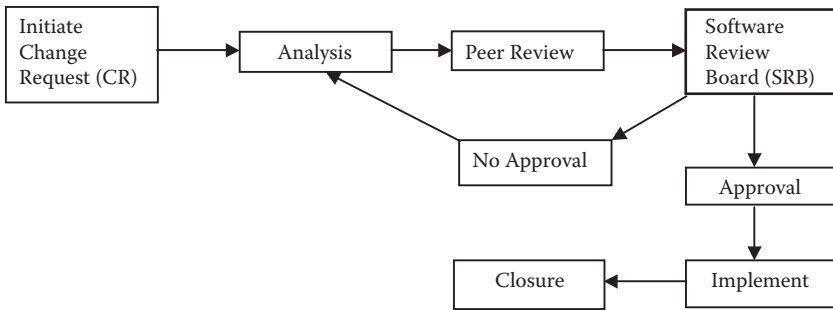 Initiate
Change
Request (CR)
Analysis
Peer Review
Software
Review
Board (SRB)
No Approval
Approval
Closure
Implement